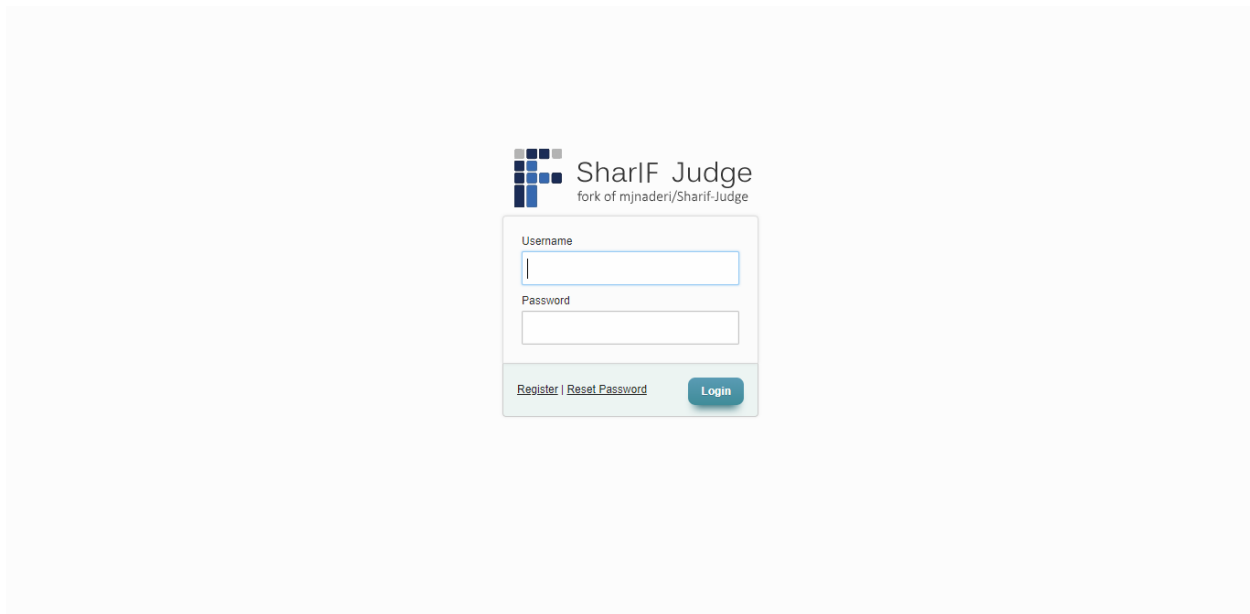 SharIF Judge
fork of mjnaderi/Sharif-Judge
Username
Password
Register | Reset Password
Login